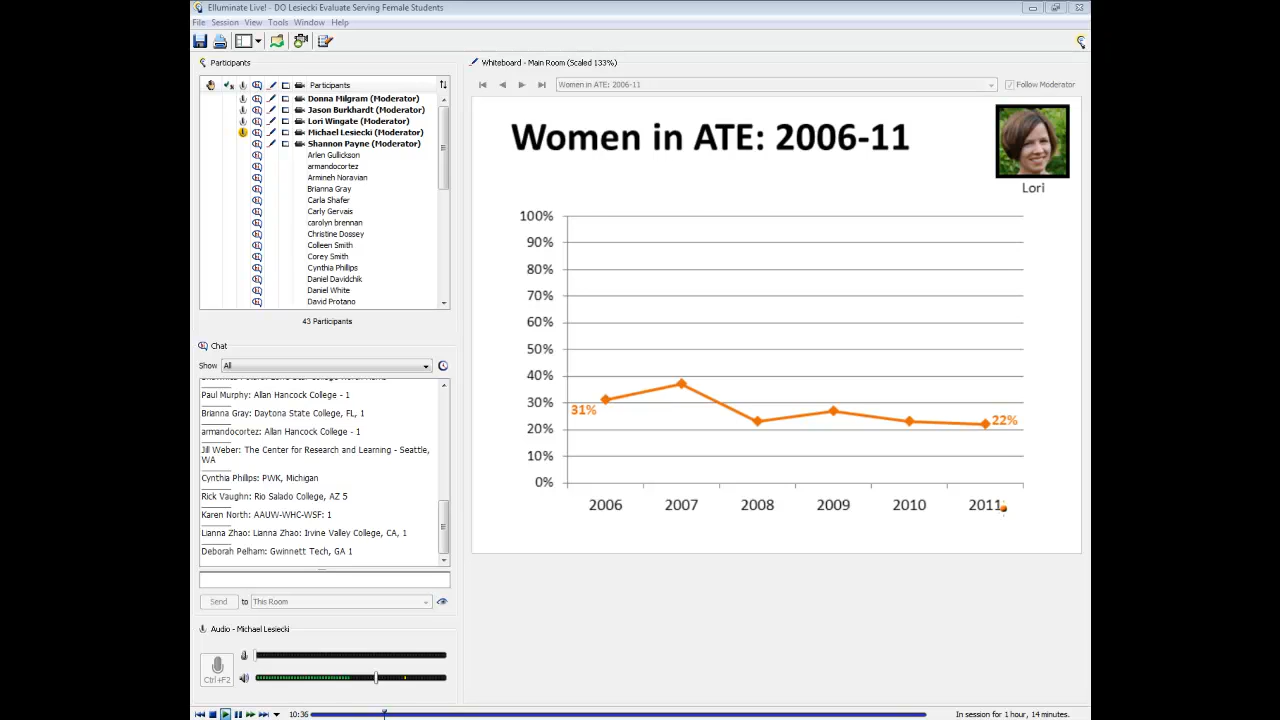 Elluminate Live! - DO Lesiecki Evaluate Serving Female Students
File Session View Tools Window Help
Participants
Participants
Donna Milgram (Moderator)
Jason Burkhardt (Moderator)
Lori Wingate (Moderator)
Michael Lesiecki (Moderator)
Shannon Payne (Moderator)
Arlen Gullickson
armandocortez
Armineh Noravian
Brianna Gray
Carla Shafer
Carly Gervais
carolyn brennan
Christine Dossey
Colleen Smith
Corey Smith
Cynthia Phillips
Daniel Davidchik
Daniel White
David Protano
43 Participants
Chat
Show All
Paul Murphy: Allan Hancock College - 1
Brianna Gray: Daytona State College, FL, 1
armandocortez: Allan Hancock College - 1
Jill Weber: The Center for Research and Learning - Seattle,
WA
Cynthia Phillips: PWK, Michigan
Rick Vaughn: Rio Salado College, AZ 5
Karen North: AAUW-WHC-WSF: 1
Lianna Zhao: Lianna Zhao: Irvine Valley College, CA, 1
Deborah Pelham: Gwinnett Tech, GA 1
Send to This Room
Audio - Michael Lesiecki
Ctrl+F2
Whiteboard - Main Room (Scaled 133%)
Women in ATE: 2006-11
Follow Moderator
Women in ATE: 2006-11
Lori
100%
90%
80%
70%
60%
50%
40%
30%
20%
10%
0%
31%
22%
2006 2007 2008 2009 2010 2011
10:36
In session for 1 hour, 14 minutes.